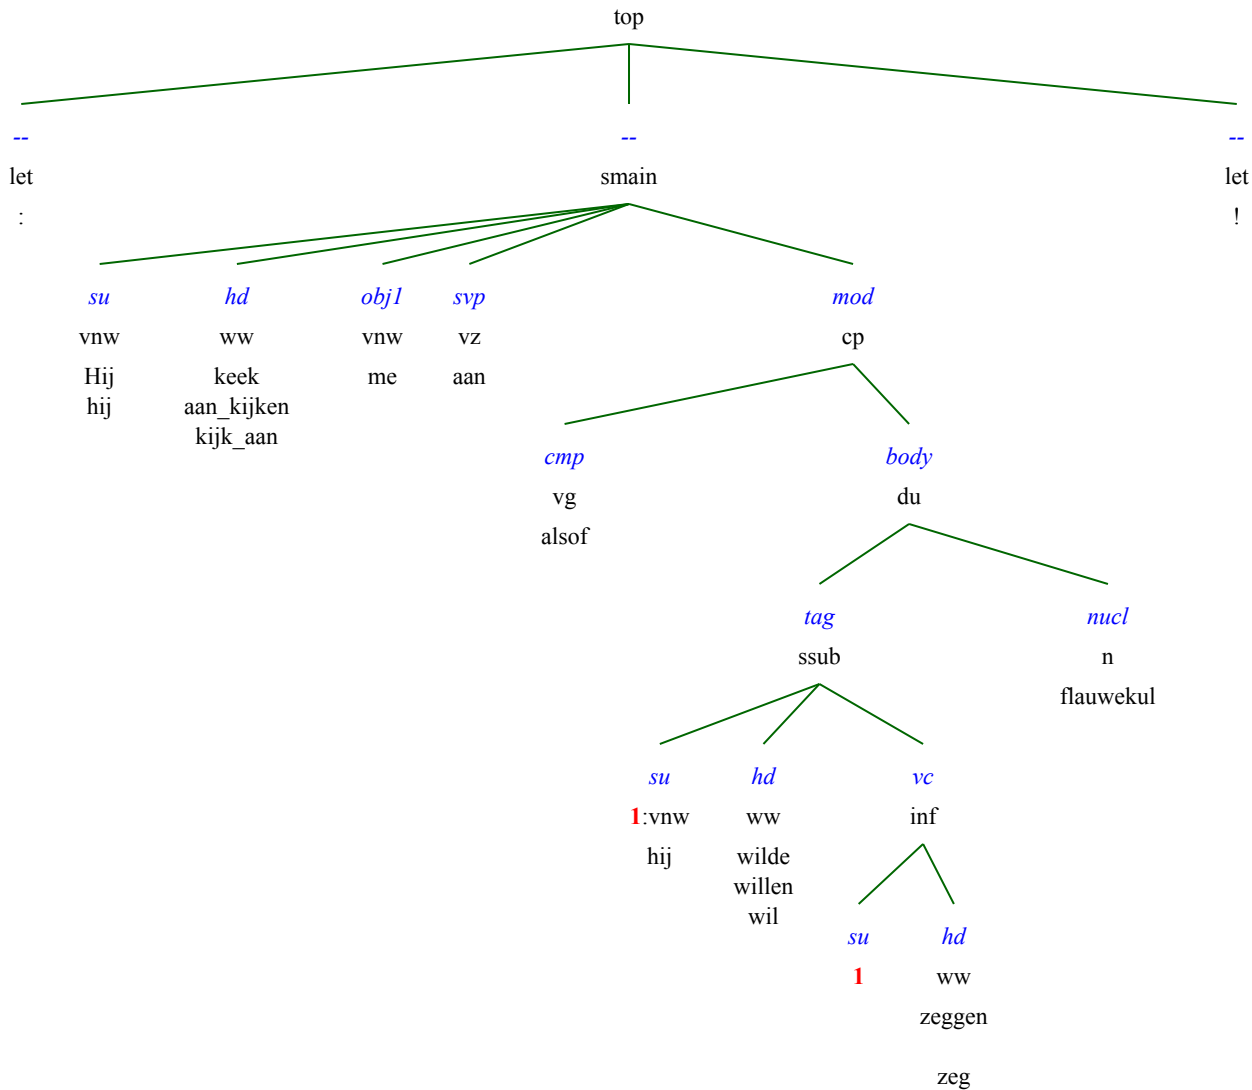 top
-- -- --
let smain let
: !
su hd obj1 svp mod
vnw ww vnw vz cp
Hij keek me aan
hij aan_kijken
kijk_aan
cmp body
vg du
alsof
tag nucl
ssub n
flauwekul
su hd vc
1:vnw ww inf
hij wilde
willen
wil
su hd
1 ww
zeggen
zeg